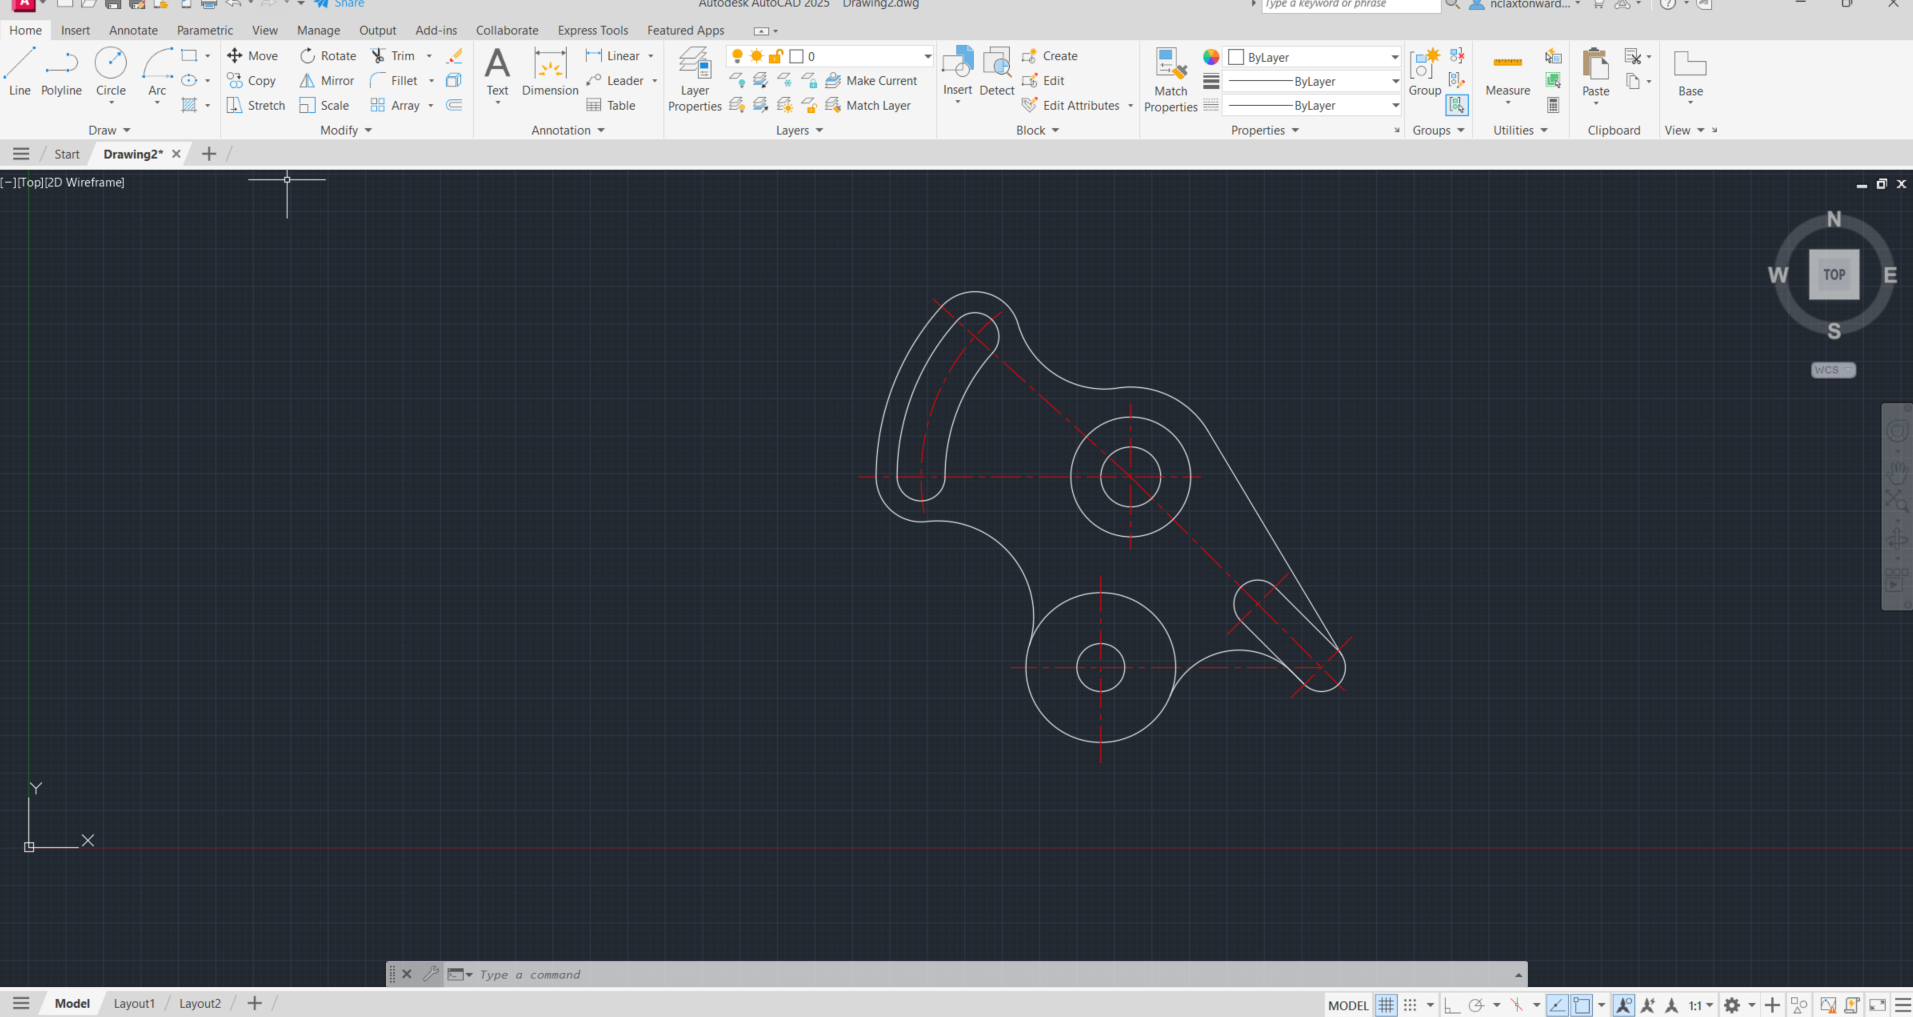 Share
Autodesk AutoCAD 2025 Drawing2.dwg
Type a keyword or phrase
nclaxtonward...
Home Insert Annotate Parametric View Manage Output Add-ins Collaborate Express Tools Featured Apps
Line Polyline Circle Arc
Draw
Move Rotate Trim
Copy Mirror Fillet
Stretch Scale Array
Modify
Text Dimension
Linear
Leader
Table
Annotation
Layer Properties
0
Make Current
Match Layer
Layers
Insert Detect
Create
Edit
Edit Attributes
Block
Match Properties
ByLayer
ByLayer
ByLayer
Properties
Group
Groups
Measure
Utilities
Paste
Clipboard
Base
View
Start Drawing2*
[−][Top][2D Wireframe]
N
W TOP E
S
WCS
Y
X
Type a command
Model Layout1 Layout2
MODEL 1:1